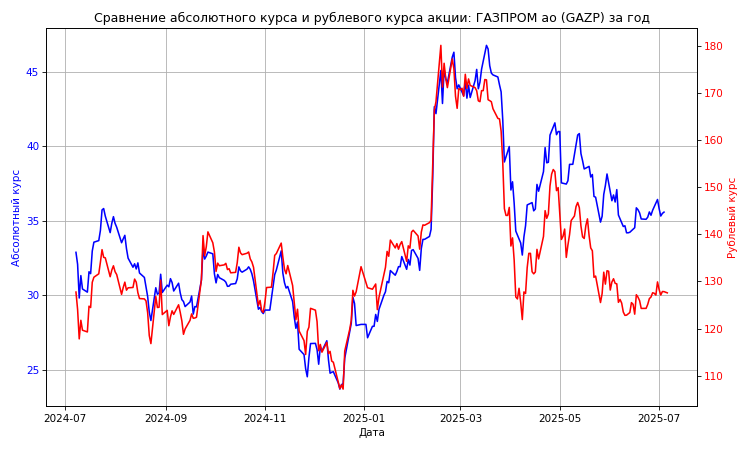 Сравнение абсолютного курса и рублевого курса акции: ГАЗПРОМ ао (GAZP) за год
Абсолютный курс
45
40
35
30
25
180
170
160
150
140
130
120
110
Рублевый курс
2024-07 2024-09 2024-11 2025-01 2025-03 2025-05 2025-07
Дата